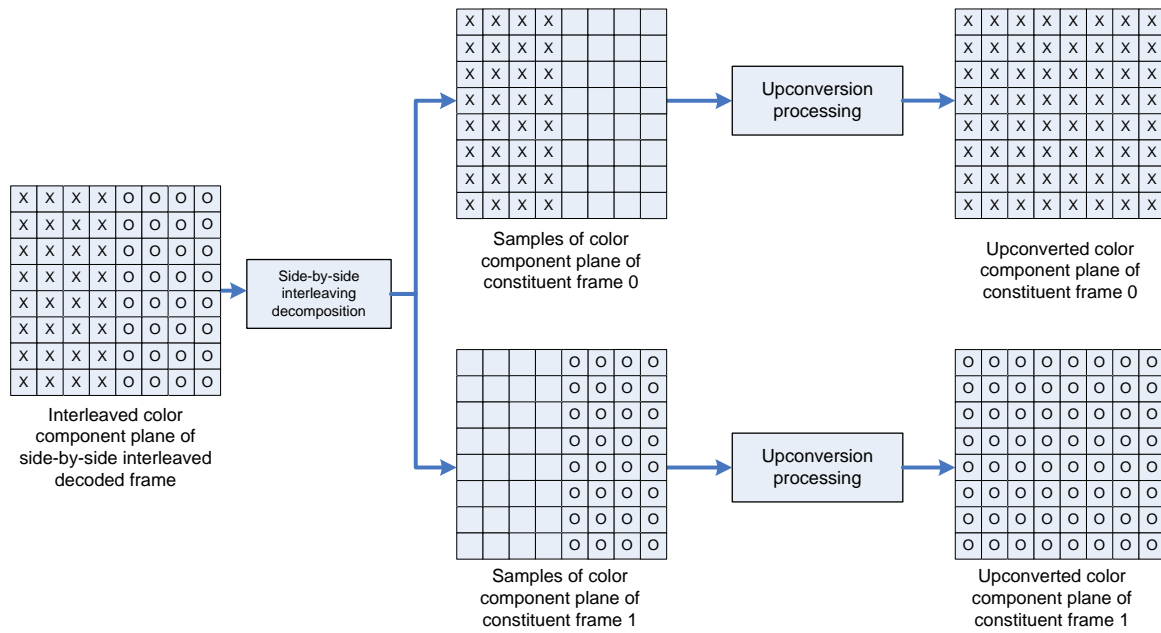 X X X X
X X X X
X X X X
X X X X
X X X X
X X X X
X X X X
X X X X
Samples of color
component plane of
constituent frame 0
Upconversion
processing
X X X X X X X X
X X X X X X X X
X X X X X X X X
X X X X X X X X
X X X X X X X X
X X X X X X X X
X X X X X X X X
X X X X X X X X
Upconverted color
component plane of
constituent frame 0
X X X X O O O O
X X X X O O O O
X X X X O O O O
X X X X O O O O
X X X X O O O O
X X X X O O O O
X X X X O O O O
X X X X O O O O
Interleaved color
component plane of
side-by-side interleaved
decoded frame
Side-by-side
interleaving
decomposition
O O O O
O O O O
O O O O
O O O O
O O O O
O O O O
O O O O
O O O O
Samples of color
component plane of
constituent frame 1
Upconversion
processing
O O O O O O O O
O O O O O O O O
O O O O O O O O
O O O O O O O O
O O O O O O O O
O O O O O O O O
O O O O O O O O
O O O O O O O O
Upconverted color
component plane of
constituent frame 1